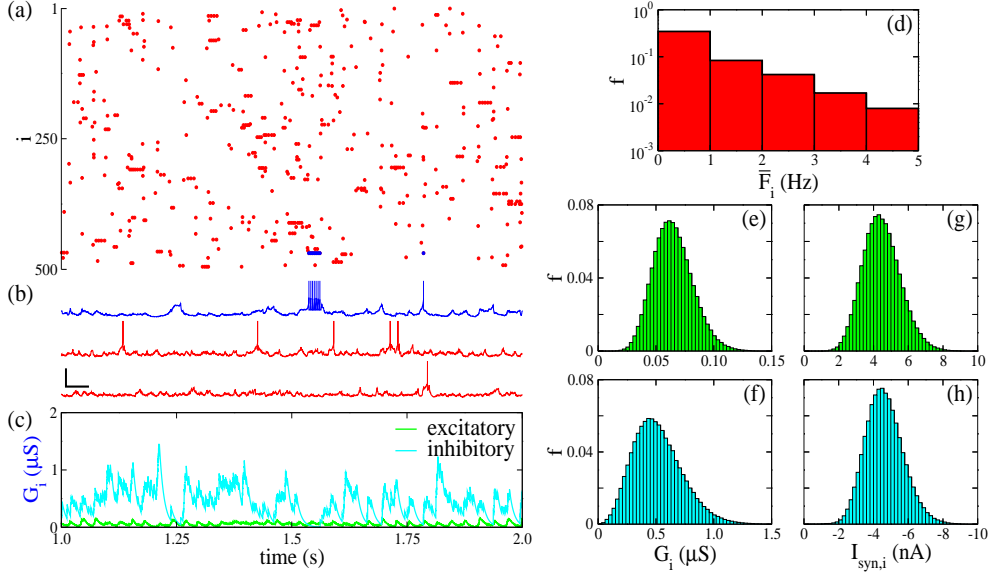 (a)
1
250
500
i
(b)
(c)
2
1
0
G_i (μS)
excitatory
inhibitory
1.0 1.25 1.5 1.75 2.0
time (s)
(d)
10^0
10^-1
10^-2
10^-3
f
0 1 2 3 4 5
F̅_i (Hz)
(e)
0.08
0.04
0
f
0 0.05 0.10 0.15
(g)
0 2 4 6 8 10
(f)
0.08
0.04
0
f
0 0.5 1.0 1.5
G_i (μS)
(h)
0 -2 -4 -6 -8 -10
I_syn,i (nA)